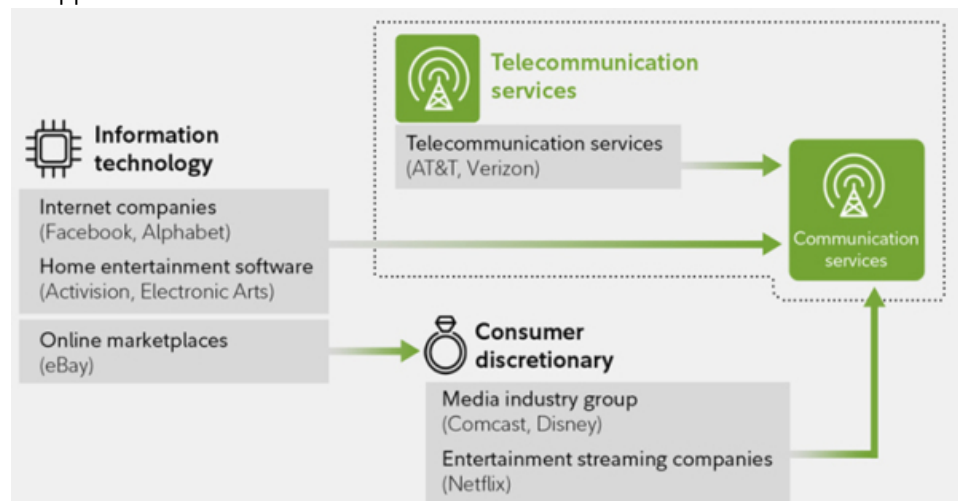 Telecommunication
services
Telecommunication services
(AT&T, Verizon)
Information
technology
Internet companies
(Facebook, Alphabet)
Home entertainment software
(Activision, Electronic Arts)
Online marketplaces
(eBay)
Communication
services
Consumer
discretionary
Media industry group
(Comcast, Disney)
Entertainment streaming companies
(Netflix)